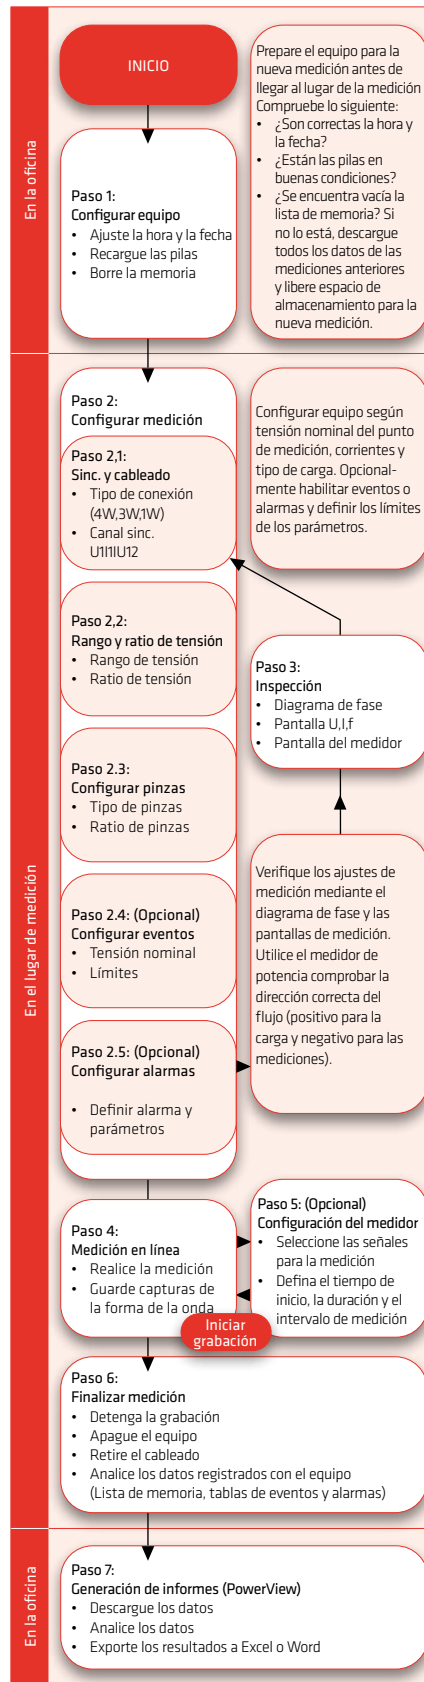 En la oficina
INICIO
Prepare el equipo para la
nueva medición antes de
llegar al lugar de la medición
Compruebe lo siguiente:
• ¿Son correctas la hora y
la fecha?
• ¿Están las pilas en
buenas condiciones?
• ¿Se encuentra vacía la
lista de memoria? Si
no lo está, descargue
todos los datos de las
mediciones anteriores
y libere espacio de
almacenamiento para la
nueva medición.
Paso 1:
Configurar equipo
• Ajuste la hora y la fecha
• Recargue las pilas
• Borre la memoria
En el lugar de medición
Paso 2:
Configurar medición
Paso 2,1:
Sinc. y cableado
• Tipo de conexión
(4W,3W,1W)
• Canal sinc.
U1I1IU12
Configurar equipo según
tensión nominal del punto
de medición, corrientes y
tipo de carga. Opcional-
mente habilitar eventos o
alarmas y definir los límites
de los parámetros.
Paso 2,2:
Rango y ratio de tensión
• Rango de tensión
• Ratio de tensión
Paso 3:
Inspección
• Diagrama de fase
• Pantalla U,I,f
• Pantalla del medidor
Paso 2.3:
Configurar pinzas
• Tipo de pinzas
• Ratio de pinzas
Verifique los ajustes de
medición mediante el
diagrama de fase y las
pantallas de medición.
Utilice el medidor de
potencia comprobar la
dirección correcta del
flujo (positivo para la
carga y negativo para las
mediciones).
Paso 2.4: (Opcional)
Configurar eventos
• Tensión nominal
• Límites
Paso 2.5: (Opcional)
Configurar alarmas
• Definir alarma y
parámetros
Paso 4:
Medición en línea
• Realice la medición
• Guarde capturas de
la forma de la onda
Paso 5: (Opcional)
Configuración del medidor
• Seleccione las señales
para la medición
• Defina el tiempo de
inicio, la duración y el
intervalo de medición
Iniciar
grabación
Paso 6:
Finalizar medición
• Detenga la grabación
• Apague el equipo
• Retire el cableado
• Analice los datos registrados con el equipo
(Lista de memoria, tablas de eventos y alarmas)
En la oficina
Paso 7:
Generación de informes (PowerView)
• Descargue los datos
• Analice los datos
• Exporte los resultados a Excel o Word